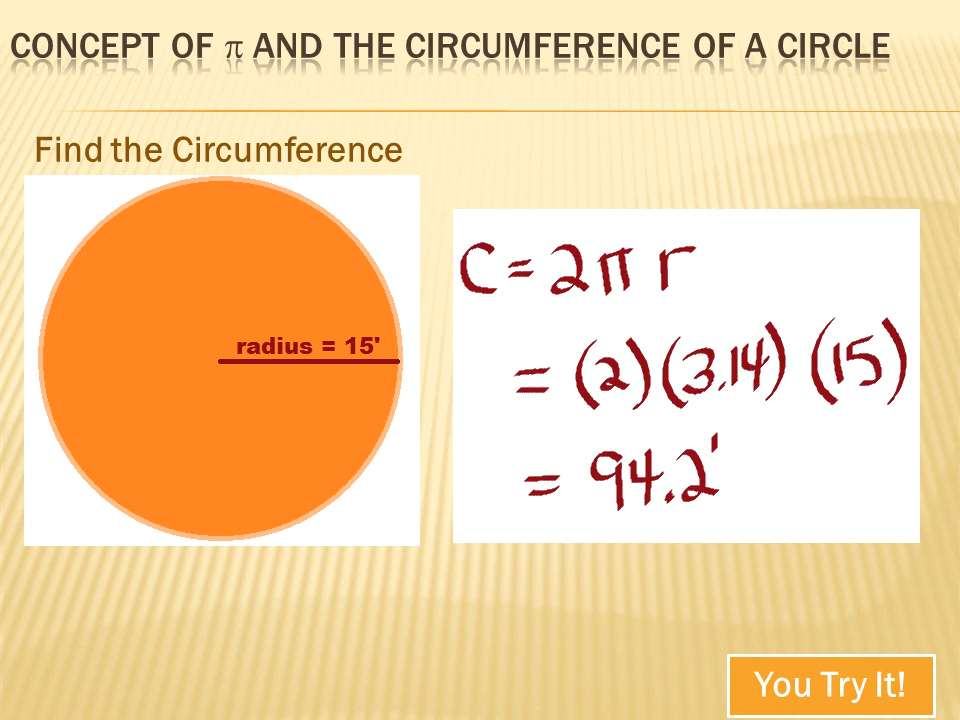 CONCEPT OF π AND THE CIRCUMFERENCE OF A CIRCLE
Find the Circumference
radius = 15'
C = 2π r
= (2)(3.14) (15)
= 94.2'
You Try It!